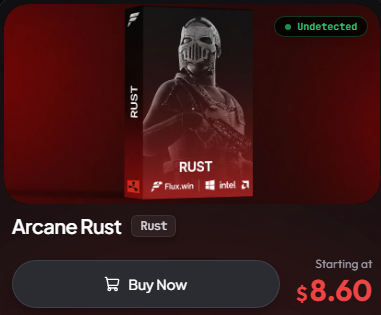 Undetected
RUST
RUST
Flux.win
intel
Arcane Rust
Rust
Starting at
Buy Now
$8.60